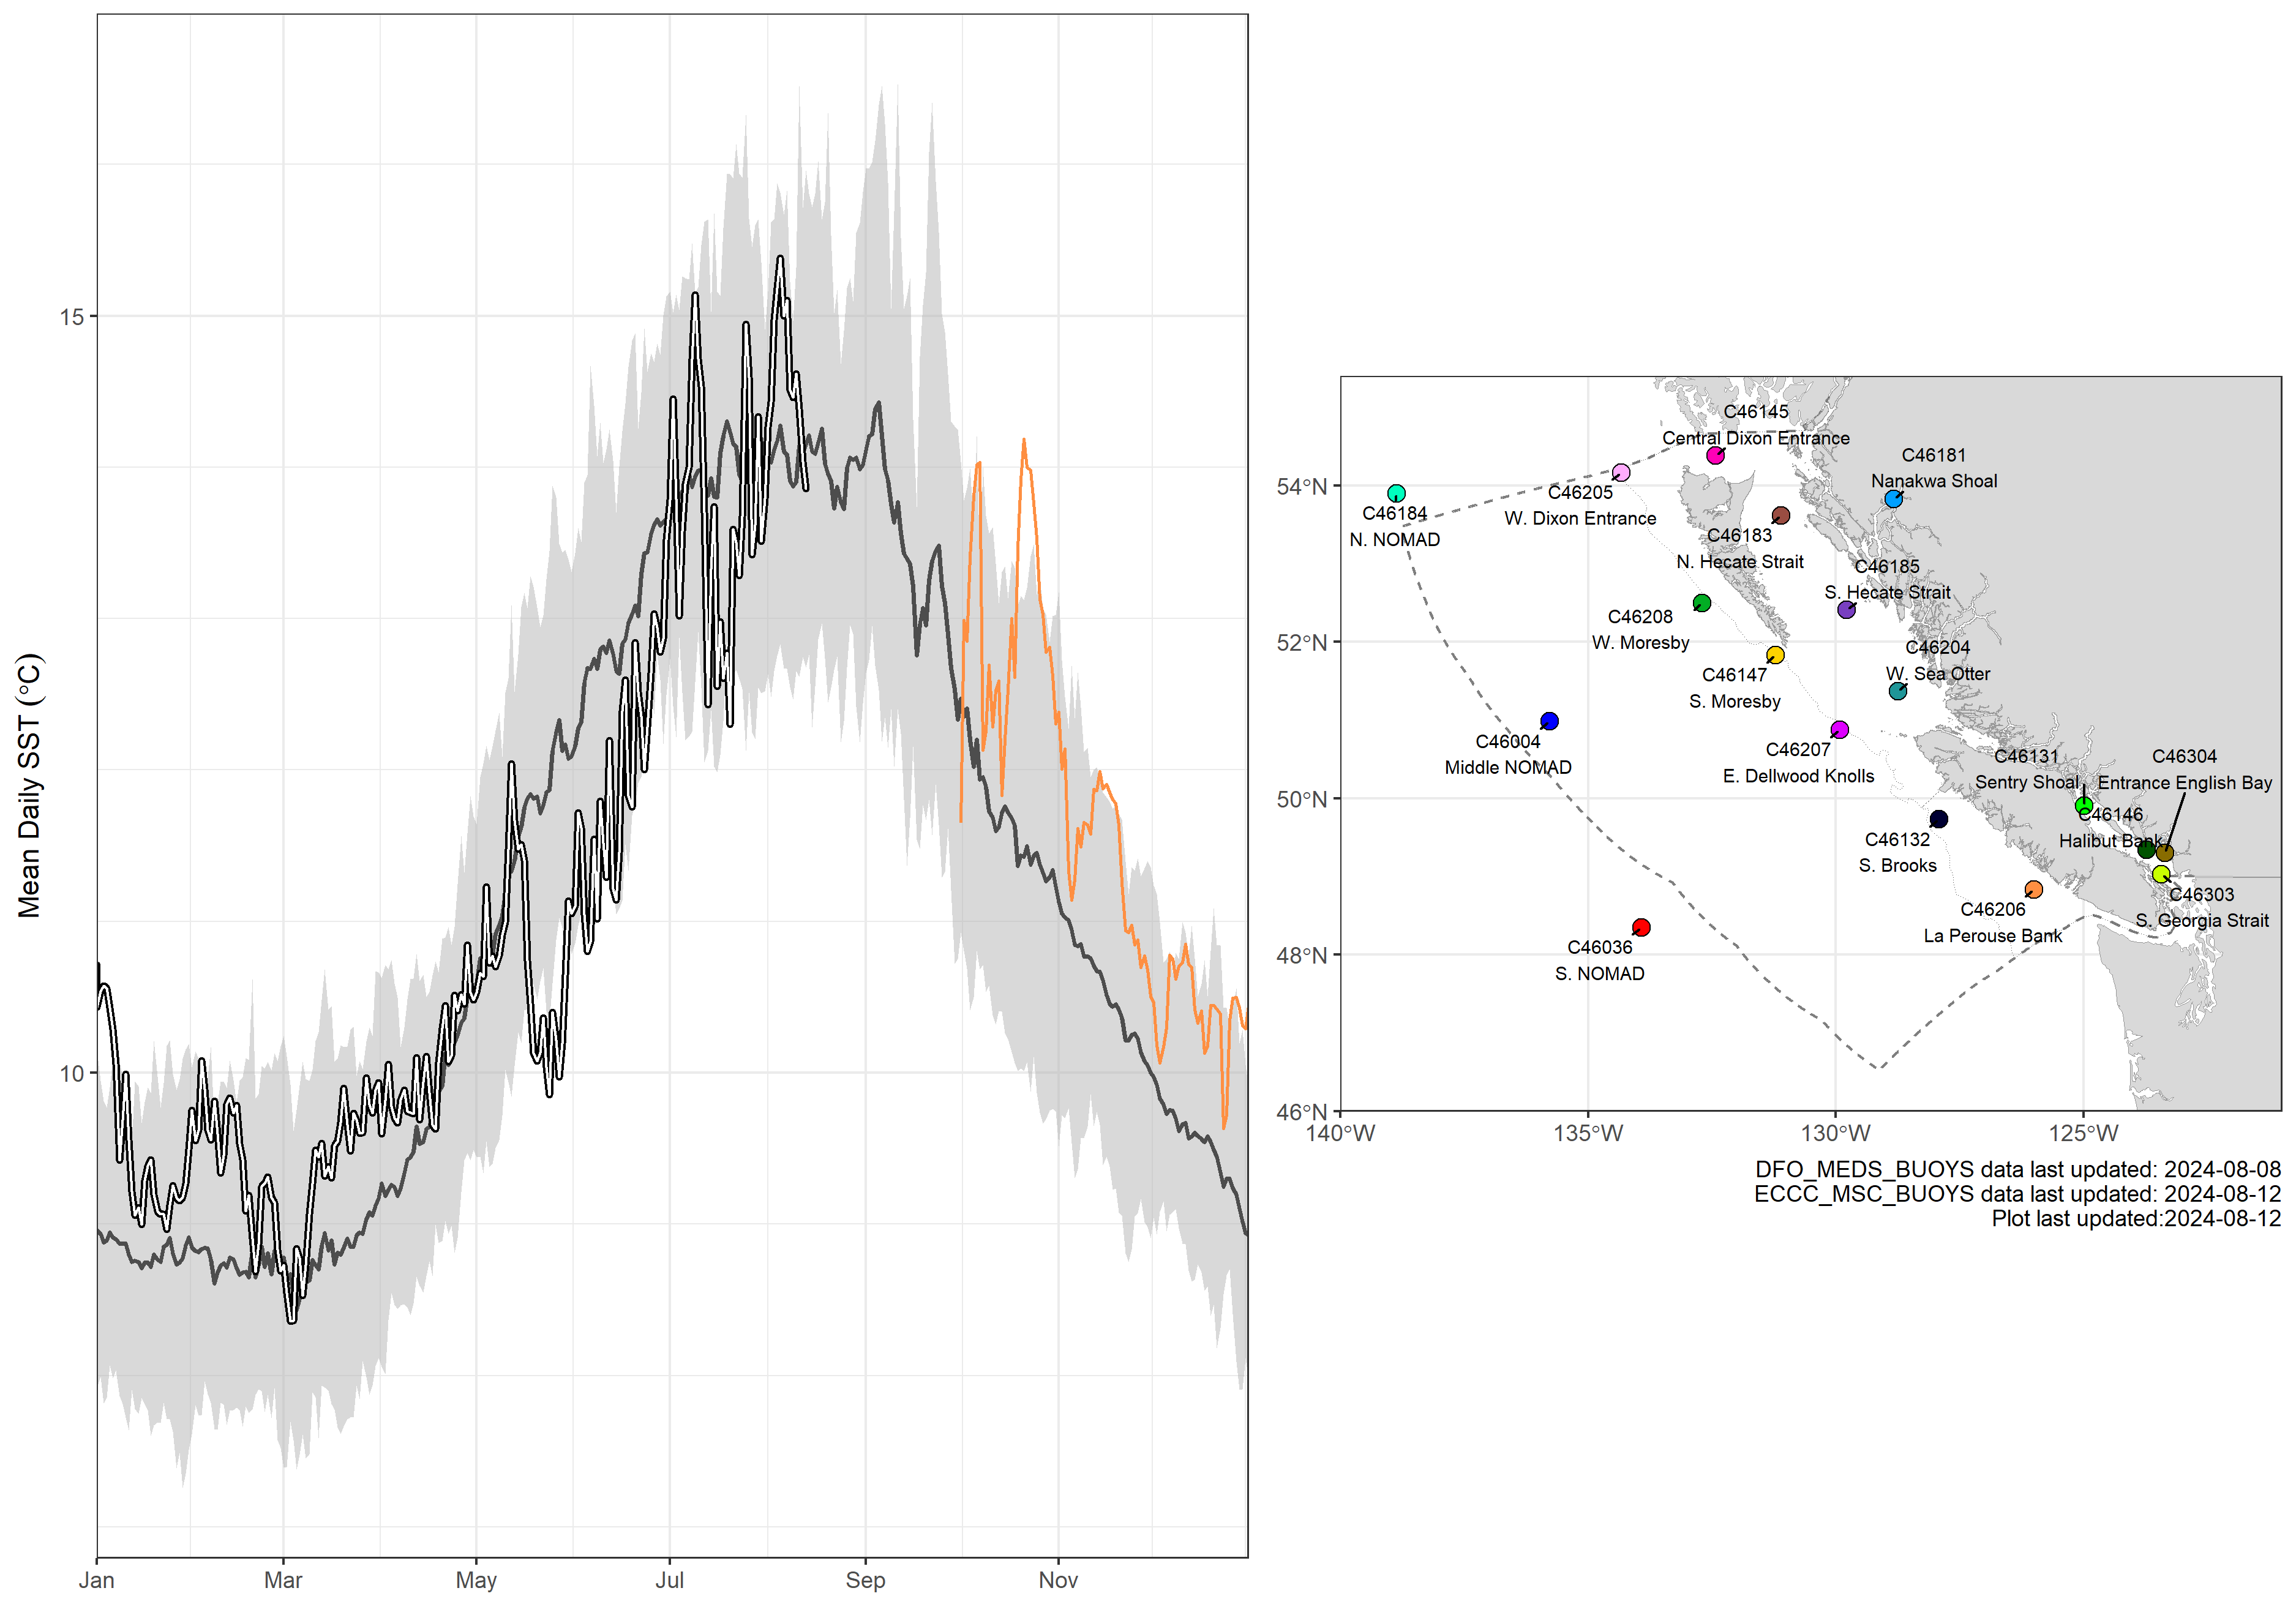 Mean Daily SST (°C)
15
10
Jan
Mar
May
Jul
Sep
Nov
54°N
52°N
50°N
48°N
46°N
140°W
135°W
130°W
125°W
C46145
Central Dixon Entrance
C46181
Nanakwa Shoal
C46205
W. Dixon Entrance
C46184
N. NOMAD
C46183
N. Hecate Strait
C46185
S. Hecate Strait
C46208
W. Moresby
C46204
W. Sea Otter
C46147
S. Moresby
C46004
Middle NOMAD
C46207
E. Dellwood Knolls
C46131
Sentry Shoal
C46304
Entrance English Bay
C46146
Halibut Bank
C46132
S. Brooks
C46303
S. Georgia Strait
C46206
La Perouse Bank
C46036
S. NOMAD
DFO_MEDS_BUOYS data last updated: 2024-08-08
ECCC_MSC_BUOYS data last updated: 2024-08-12
Plot last updated:2024-08-12